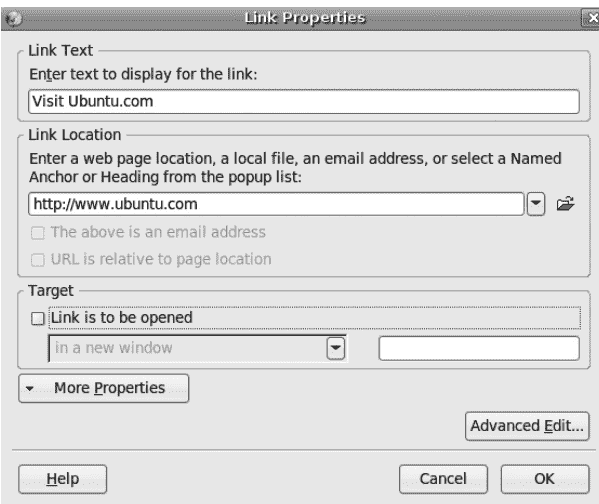 Link Properties
Link Text
Enter text to display for the link:
Visit Ubuntu.com
Link Location
Enter a web page location, a local file, an email address, or select a Named
Anchor or Heading from the popup list:
http://www.ubuntu.com
The above is an email address
URL is relative to page location
Target
Link is to be opened
in a new window
More Properties
Advanced Edit...
Help
Cancel
OK